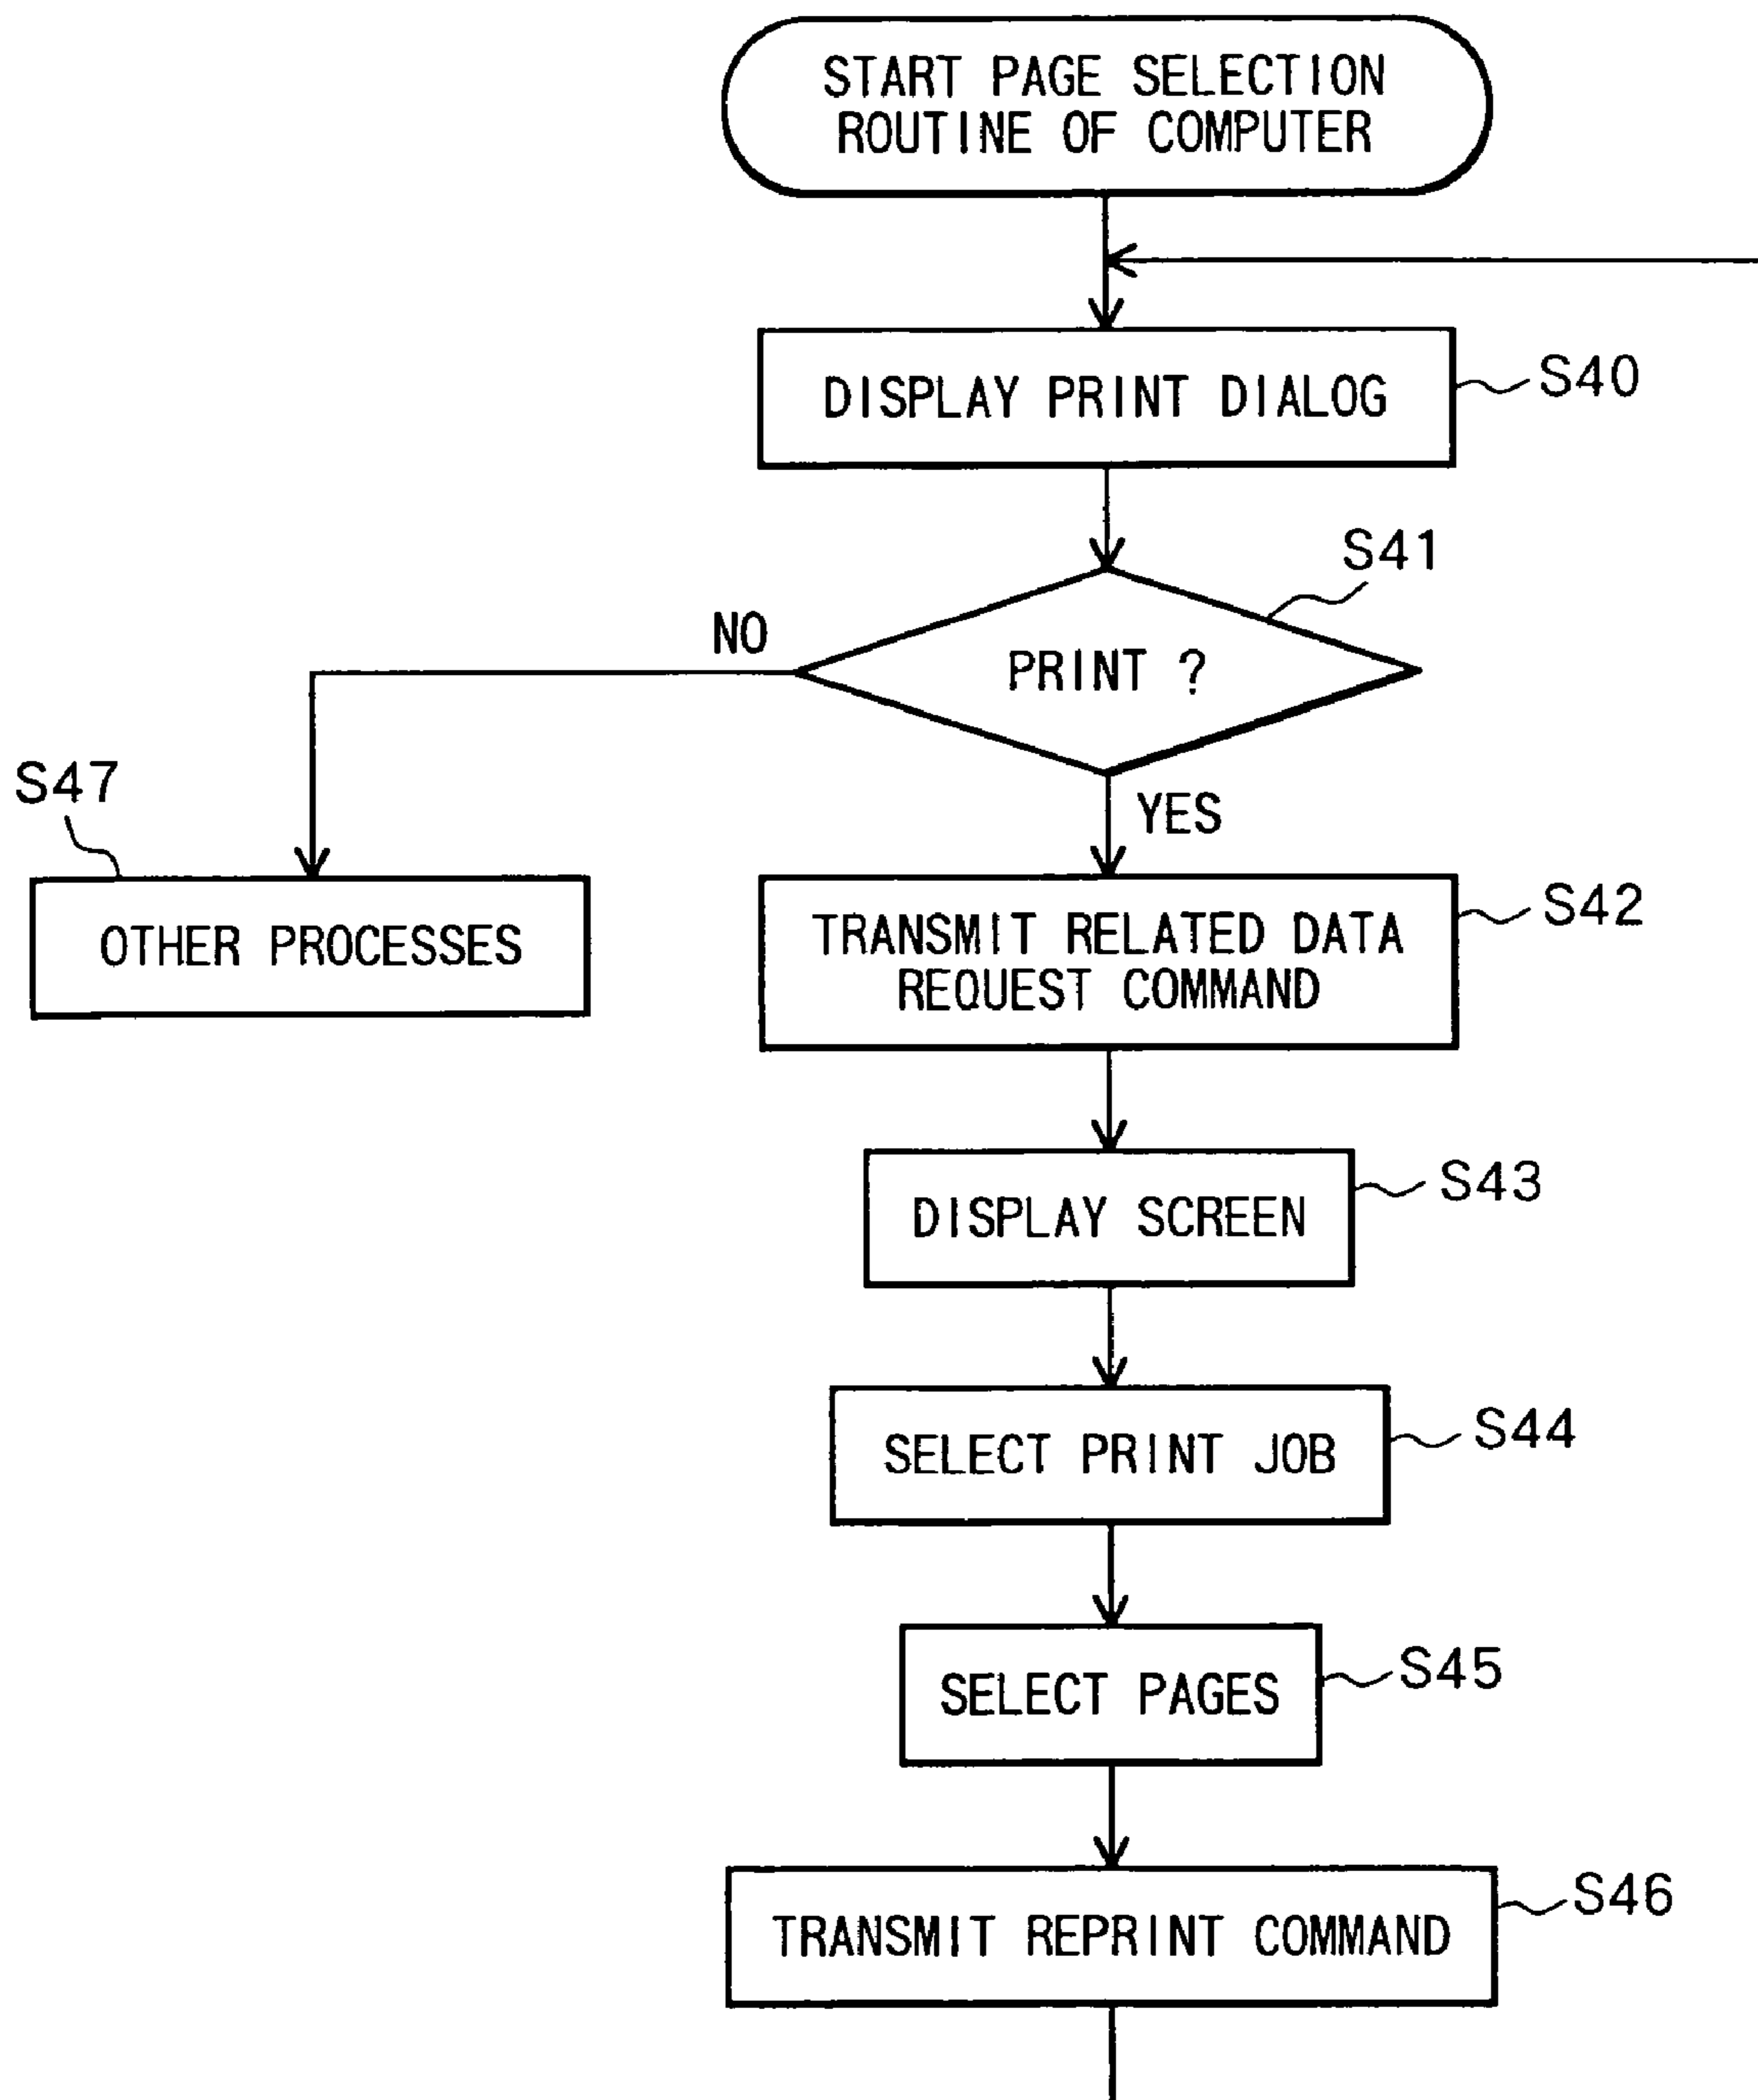 START PAGE SELECTION
ROUTINE OF COMPUTER
DISPLAY PRINT DIALOG
S40
S41
PRINT ?
NO
YES
S47
OTHER PROCESSES
TRANSMIT RELATED DATA
REQUEST COMMAND
S42
DISPLAY SCREEN
S43
SELECT PRINT JOB
S44
SELECT PAGES
S45
TRANSMIT REPRINT COMMAND
S46